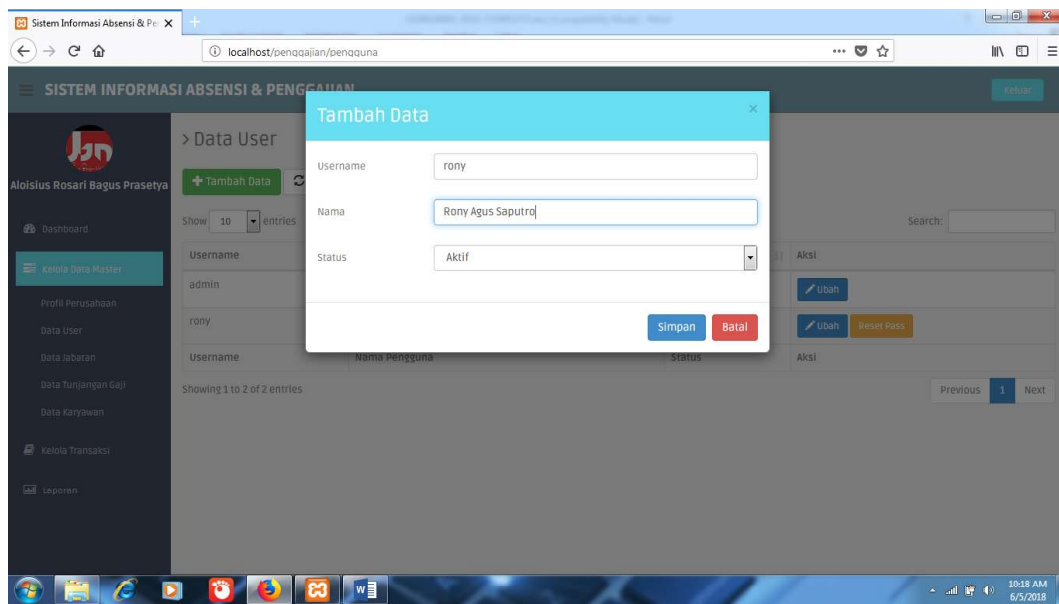 Sistem Informasi Absensi & Per
localhost/penggajian/pengguna
SISTEM INFORMASI ABSENSI & PENGGAJIAN
Keluar
Jan
Aloisius Rosari Bagus Prasetya
Dashboard
Kelola Data Master
Profil Perusahaan
Data User
Data Jabatan
Data Tunjangan Gaji
Data Karyawan
Kelola Transaksi
Laporan
> Data User
Tambah Data
Show 10 entries
Search:
Username Aksi
admin Ubah
rony Ubah Reset Pass
Username Nama Pengguna Status Aksi
Showing 1 to 2 of 2 entries
Previous 1 Next
Tambah Data
Username rony
Nama Rony Agus Saputro
Status Aktif
Simpan Batal
10:18 AM
6/5/2018